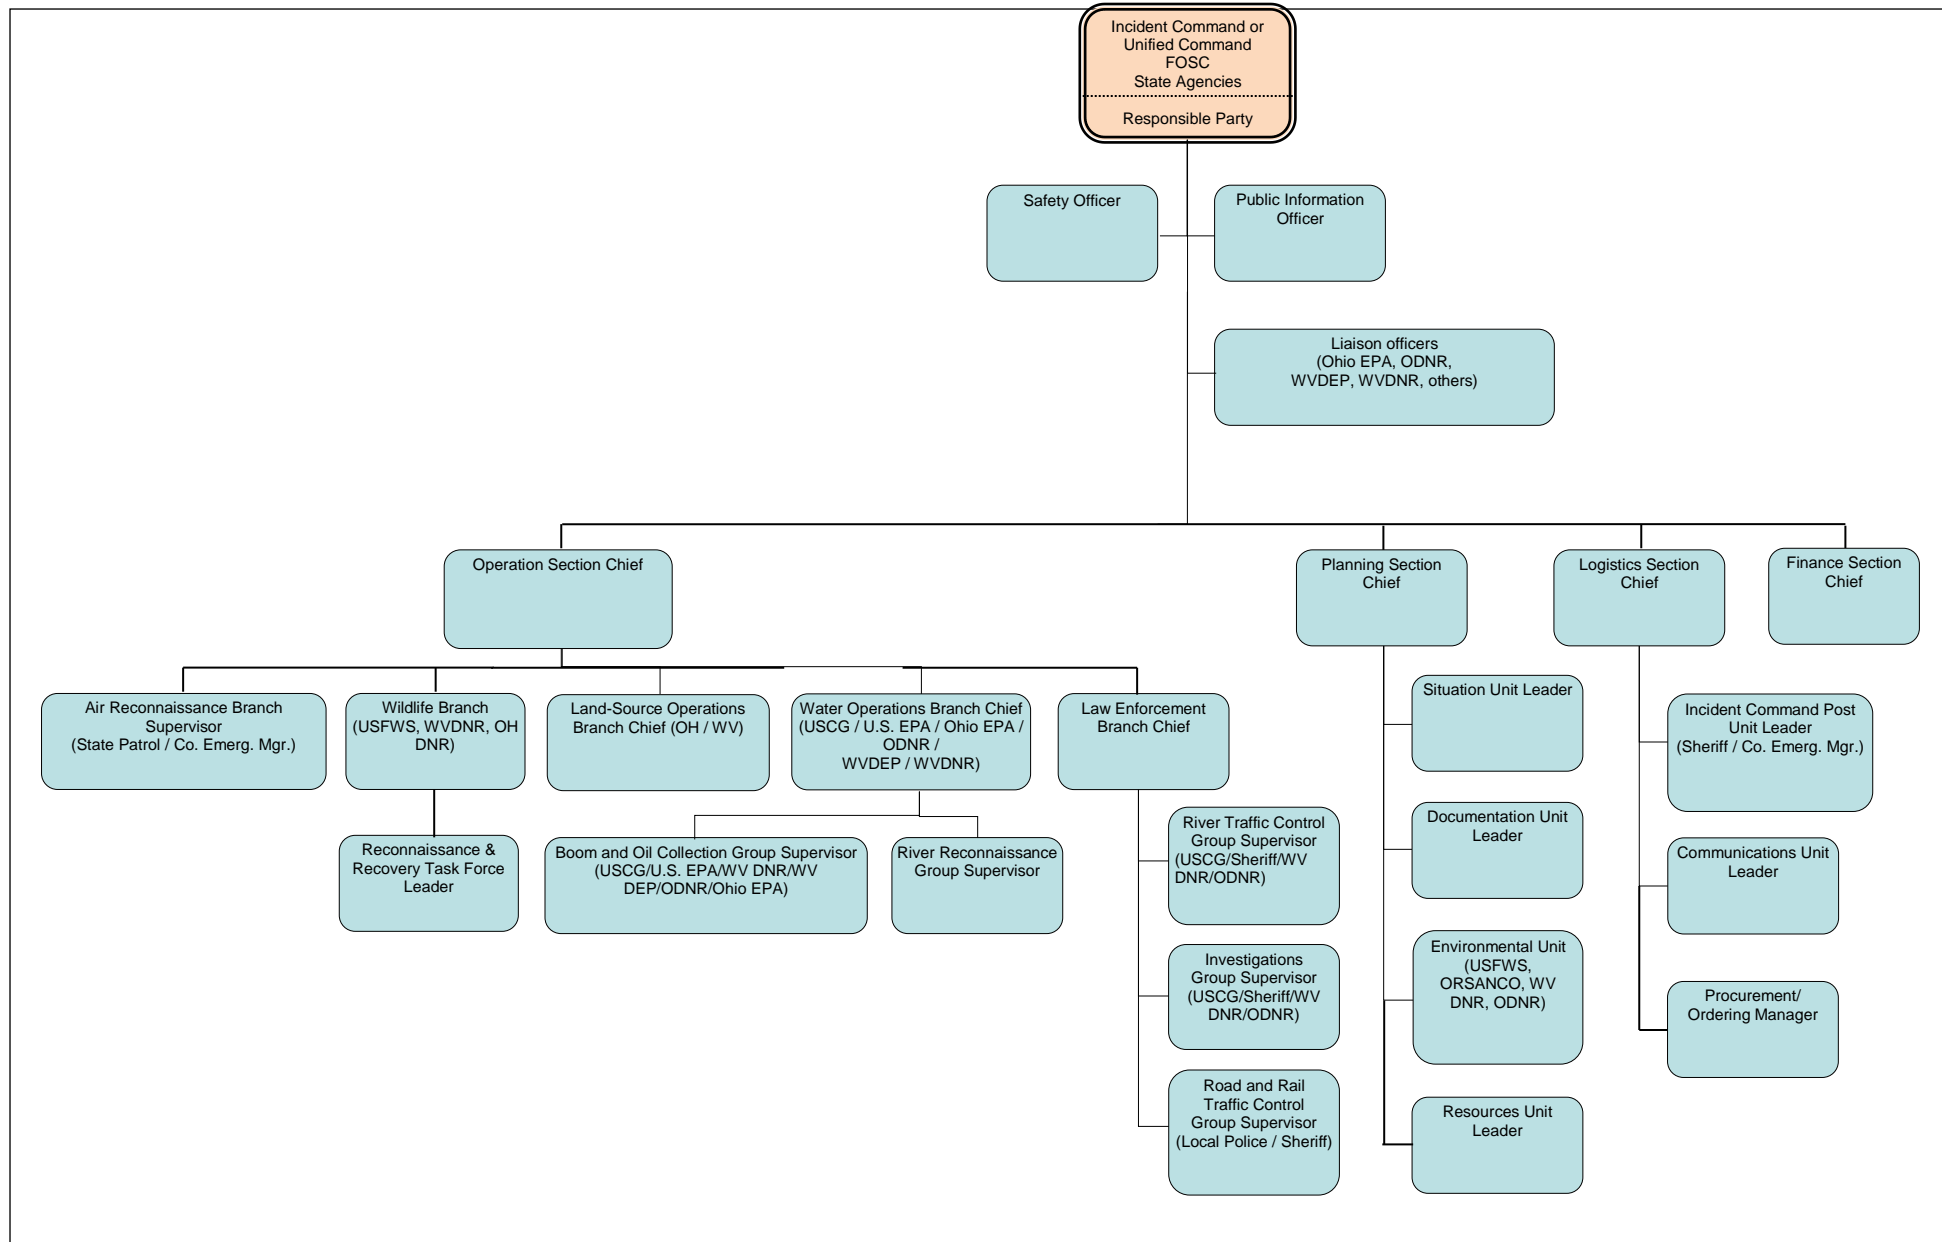 Incident Command or
Unified Command
FOSC
State Agencies
Responsible Party
Safety Officer
Public Information
Officer
Liaison officers
(Ohio EPA, ODNR,
WVDEP, WVDNR, others)
Operation Section Chief
Planning Section
Chief
Logistics Section
Chief
Finance Section
Chief
Air Reconnaissance Branch
Supervisor
(State Patrol / Co. Emerg. Mgr.)
Wildlife Branch
(USFWS, WVDNR, OH
DNR)
Land-Source Operations
Branch Chief (OH / WV)
Water Operations Branch Chief
(USCG / U.S. EPA / Ohio EPA /
ODNR /
WVDEP / WVDNR)
Law Enforcement
Branch Chief
Reconnaissance &
Recovery Task Force
Leader
Boom and Oil Collection Group Supervisor
(USCG/U.S. EPA/WV DNR/WV
DEP/ODNR/Ohio EPA)
River Reconnaissance
Group Supervisor
River Traffic Control
Group Supervisor
(USCG/Sheriff/WV
DNR/ODNR)
Investigations
Group Supervisor
(USCG/Sheriff/WV
DNR/ODNR)
Road and Rail
Traffic Control
Group Supervisor
(Local Police / Sheriff)
Situation Unit Leader
Documentation Unit
Leader
Environmental Unit
(USFWS,
ORSANCO, WV
DNR, ODNR)
Resources Unit
Leader
Incident Command Post
Unit Leader
(Sheriff / Co. Emerg. Mgr.)
Communications Unit
Leader
Procurement/
Ordering Manager